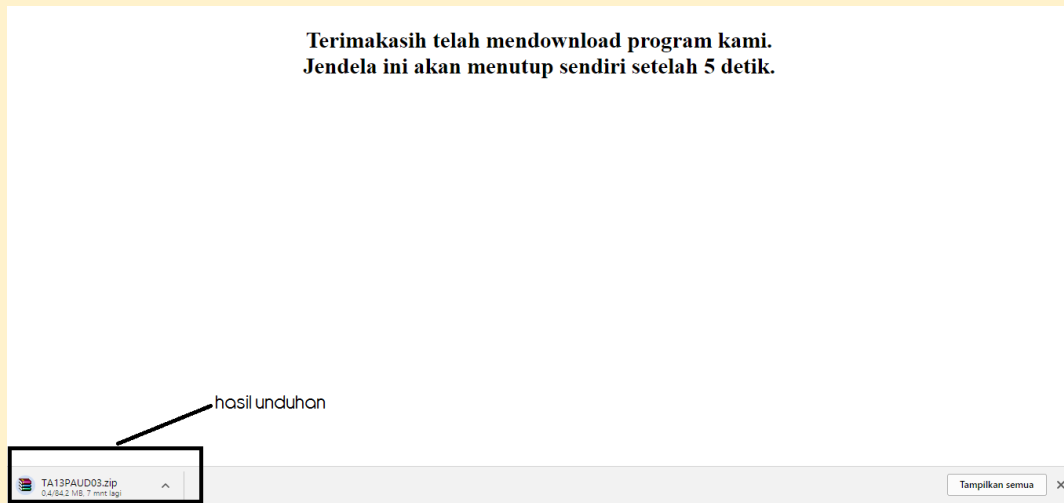 Terimakasih telah mendownload program kami.
Jendela ini akan menutup sendiri setelah 5 detik.
hasil unduhan
TA13PAUD03.zip
0.4/84.2 MB, 7 mnt lagi
Tampilkan semua